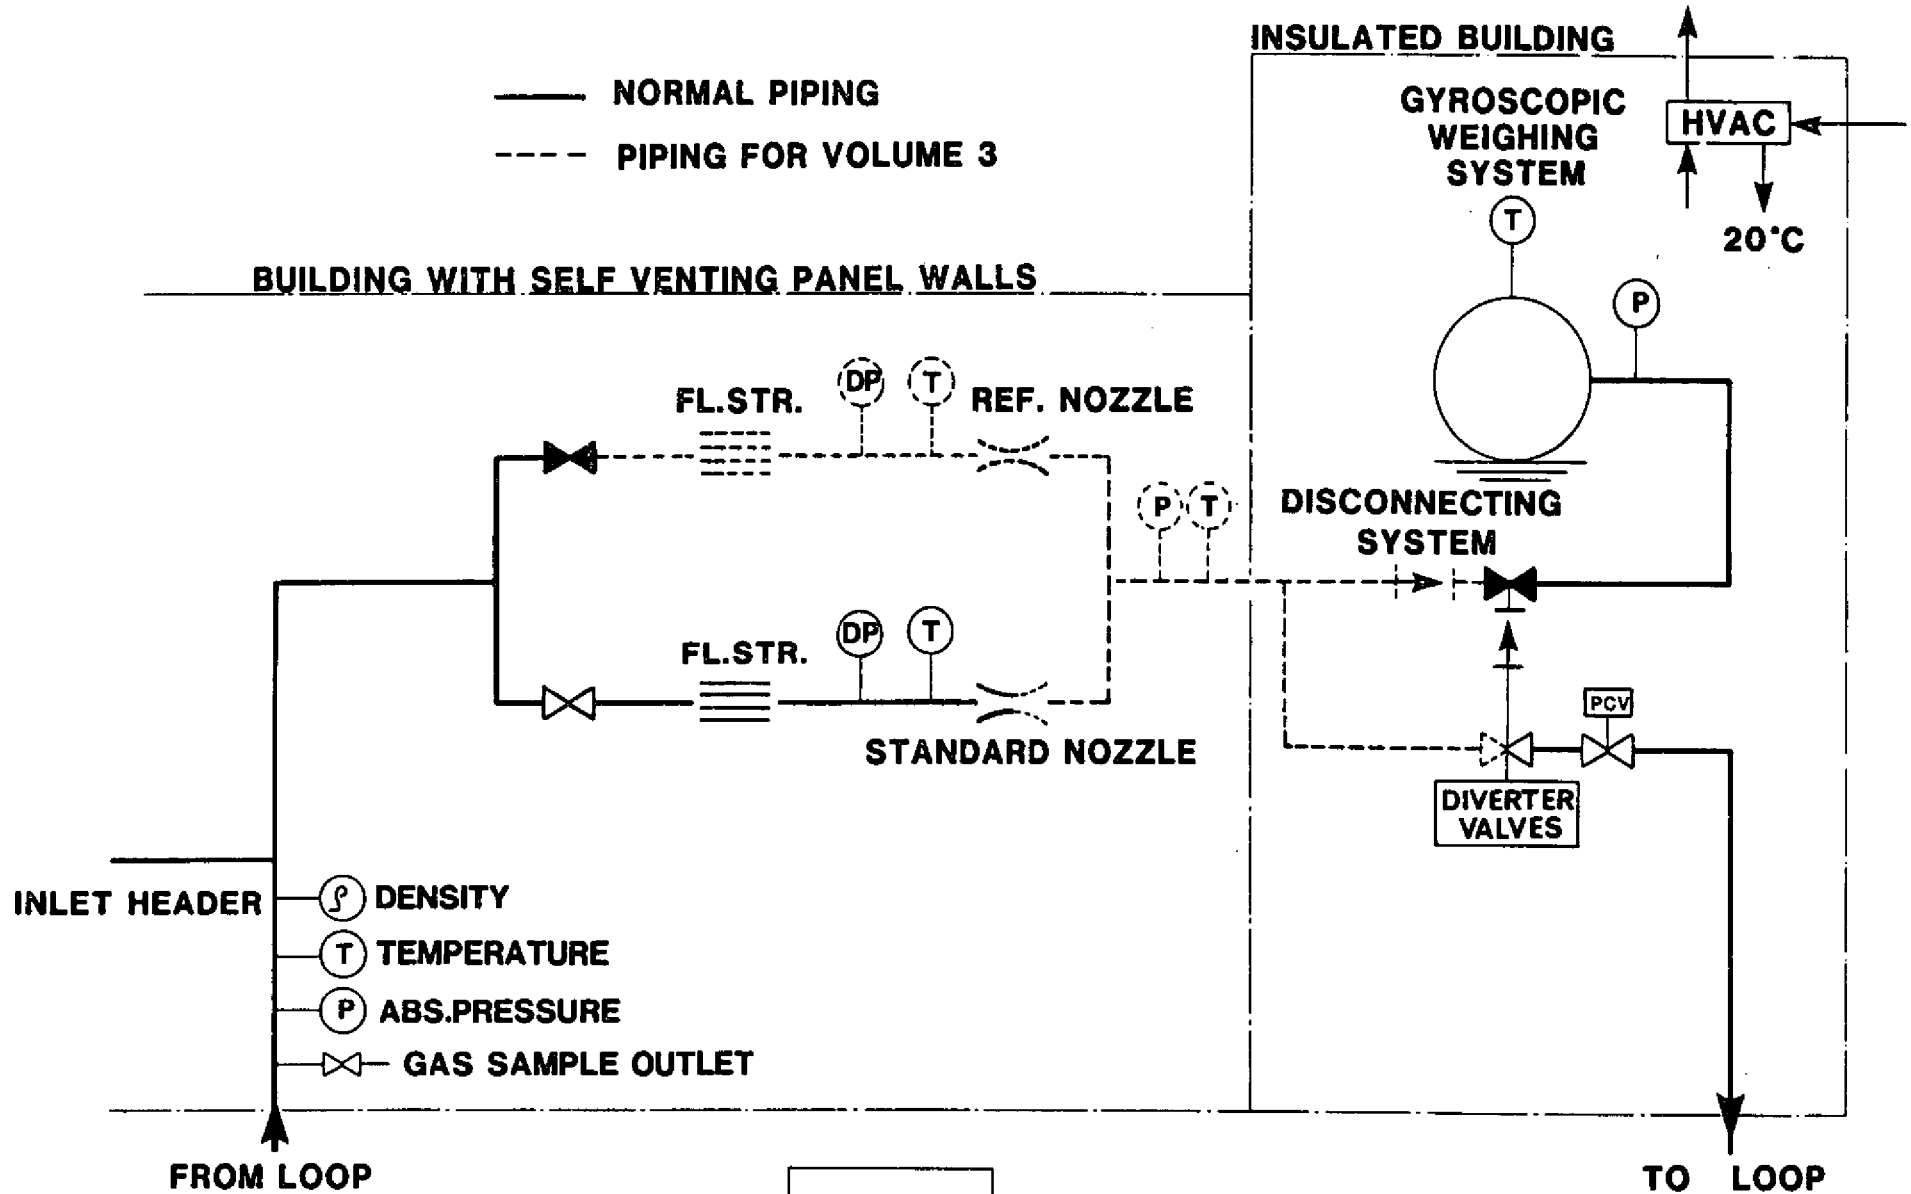 INSULATED BUILDING
NORMAL PIPING
PIPING FOR VOLUME 3
GYROSCOPIC
WEIGHING
SYSTEM
HVAC
T
20°C
P
BUILDING WITH SELF VENTING PANEL WALLS
FL.STR.
DP
T
REF. NOZZLE
P
T
DISCONNECTING
SYSTEM
FL.STR.
DP
T
STANDARD NOZZLE
PCV
DIVERTER
VALVES
INLET HEADER
ρ DENSITY
T TEMPERATURE
P ABS.PRESSURE
GAS SAMPLE OUTLET
FROM LOOP
TO LOOP